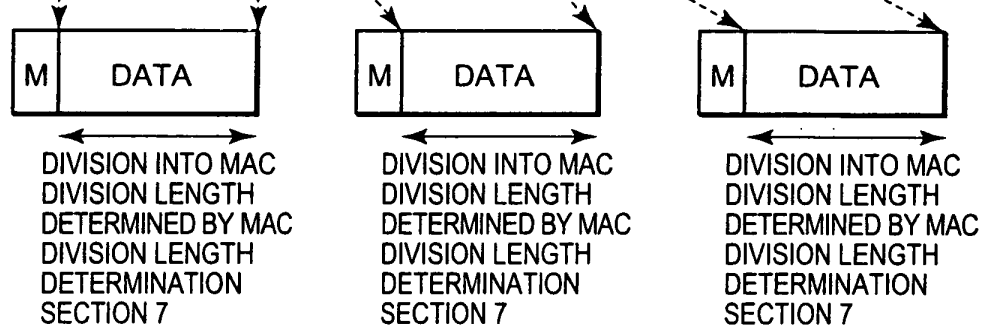 M DATA
M DATA
M DATA
DIVISION INTO MAC
DIVISION LENGTH
DETERMINED BY MAC
DIVISION LENGTH
DETERMINATION
SECTION 7
DIVISION INTO MAC
DIVISION LENGTH
DETERMINED BY MAC
DIVISION LENGTH
DETERMINATION
SECTION 7
DIVISION INTO MAC
DIVISION LENGTH
DETERMINED BY MAC
DIVISION LENGTH
DETERMINATION
SECTION 7